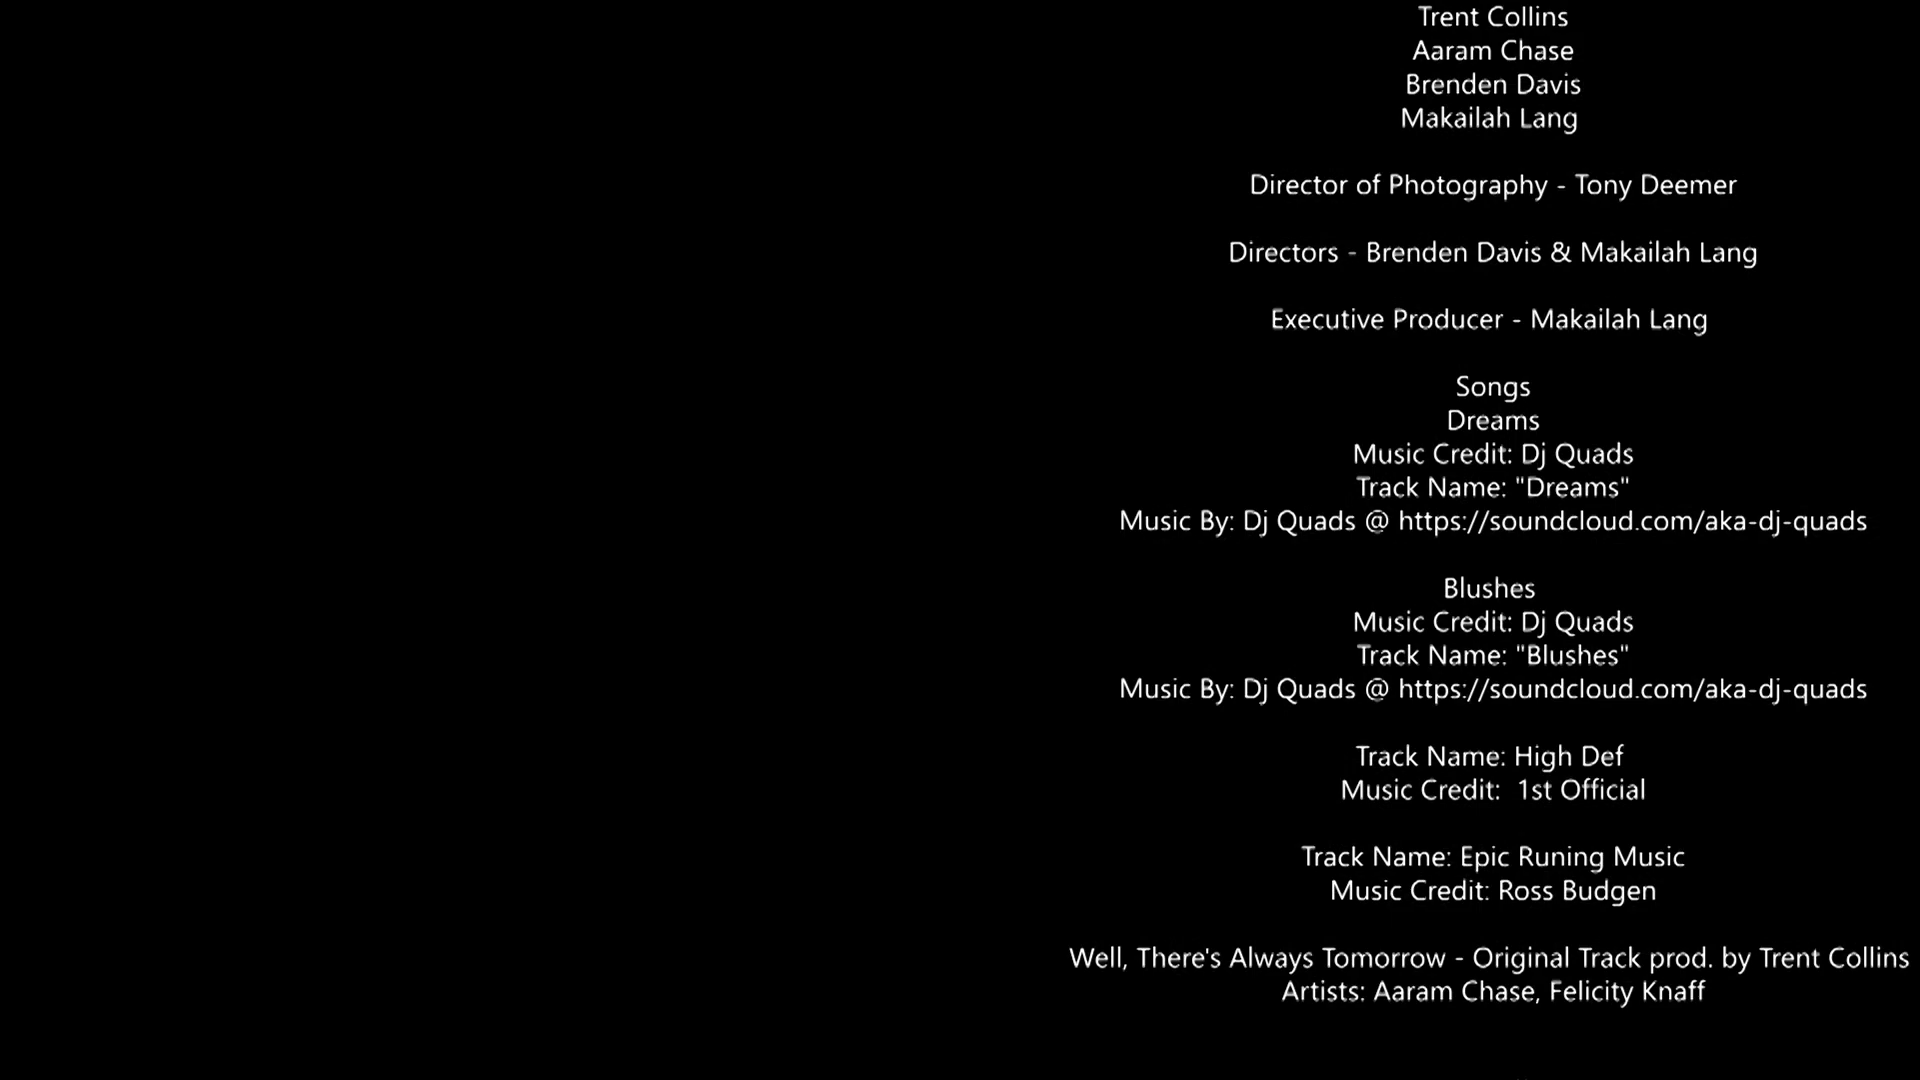 Trent Collins
Aaram Chase
Brenden Davis
Makailah Lang
Director of Photography - Tony Deemer
Directors - Brenden Davis & Makailah Lang
Executive Producer - Makailah Lang
Songs
Dreams
Music Credit: Dj Quads
Track Name: "Dreams"
Music By: Dj Quads @ https://soundcloud.com/aka-dj-quads
Blushes
Music Credit: Dj Quads
Track Name: "Blushes"
Music By: Dj Quads @ https://soundcloud.com/aka-dj-quads
Track Name: High Def
Music Credit:  1st Official
Track Name: Epic Runing Music
Music Credit: Ross Budgen
Well, There's Always Tomorrow - Original Track prod. by Trent Collins
Artists: Aaram Chase, Felicity Knaff